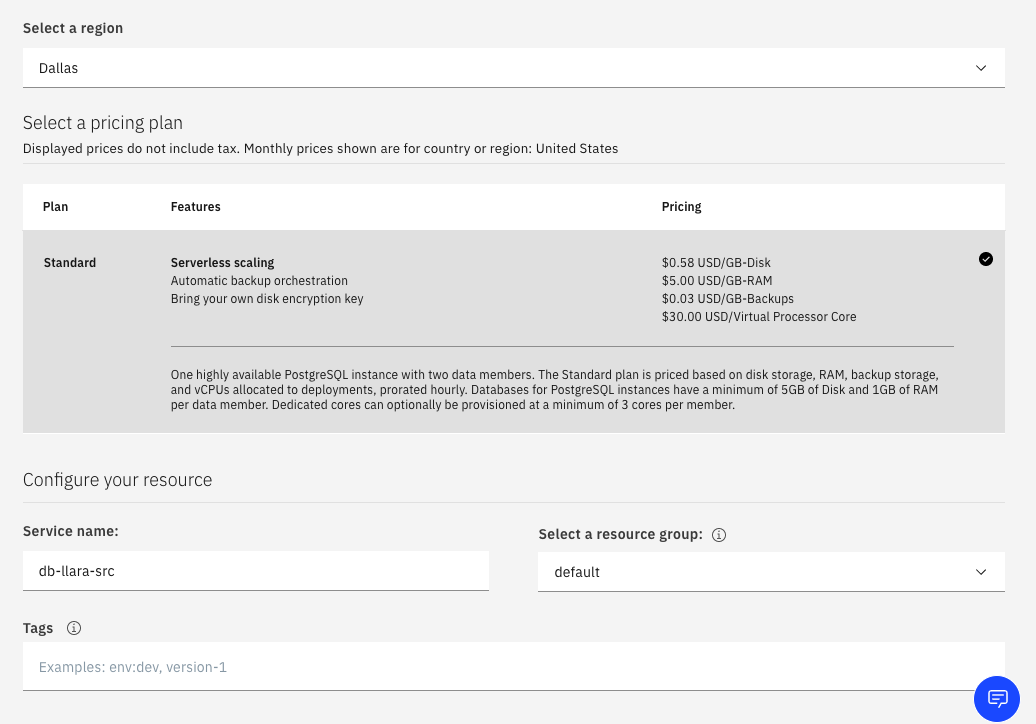 Select a region
Dallas
Select a pricing plan
Displayed prices do not include tax. Monthly prices shown are for country or region: United States
Plan Features Pricing
Standard Serverless scaling $0.58 USD/GB-Disk
Automatic backup orchestration $5.00 USD/GB-RAM
Bring your own disk encryption key $0.03 USD/GB-Backups
$30.00 USD/Virtual Processor Core
One highly available PostgreSQL instance with two data members. The Standard plan is priced based on disk storage, RAM, backup storage,
and vCPUs allocated to deployments, prorated hourly. Databases for PostgreSQL instances have a minimum of 5GB of Disk and 1GB of RAM
per data member. Dedicated cores can optionally be provisioned at a minimum of 3 cores per member.
Configure your resource
Service name: Select a resource group:
db-llara-src default
Tags
Examples: env:dev, version-1